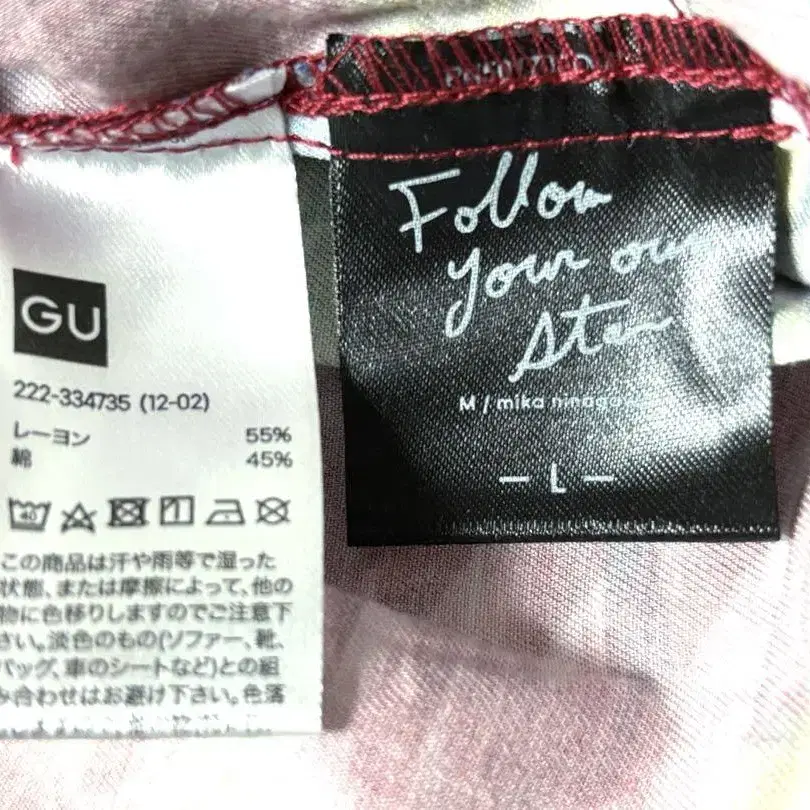 GU
222-334735 (12-02)
レーヨン 55%
綿 45%
40
この商品は汗や雨等で湿った
状態、または摩擦によって、他の
物に色移りしますのでご注意下
さい。淡色のもの(ソファー、靴、
バッグ、車のシートなど)との組
み合わせはお避け下さい。色落
Follow
your own
M / mika
— L —